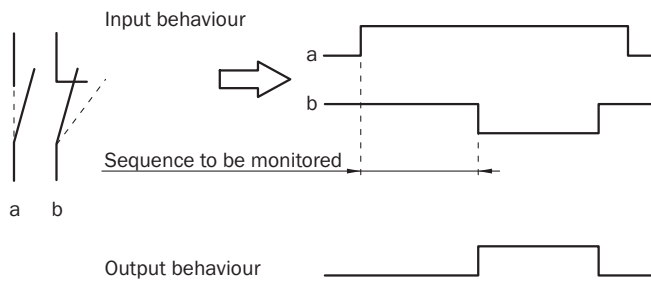 Input behaviour
a
b
Sequence to be monitored
a b
Output behaviour